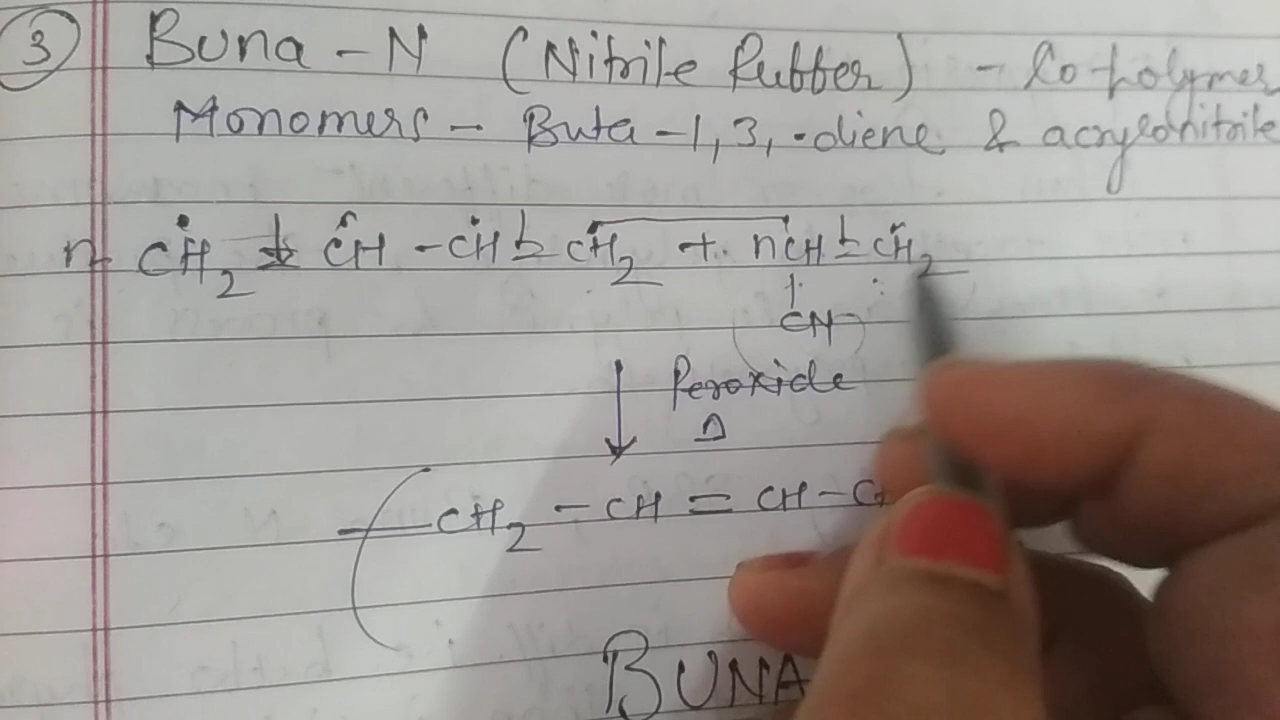 3 Buna - N (Nitrile Rubber) - Co-polymer
Monomers - Buta-1,3,-diene & acrylonitrile
n CH2 = CH - CH = CH2 + nCH = CH2
CN
Peroxide
Δ
( CH2 - CH = CH -
BUNA